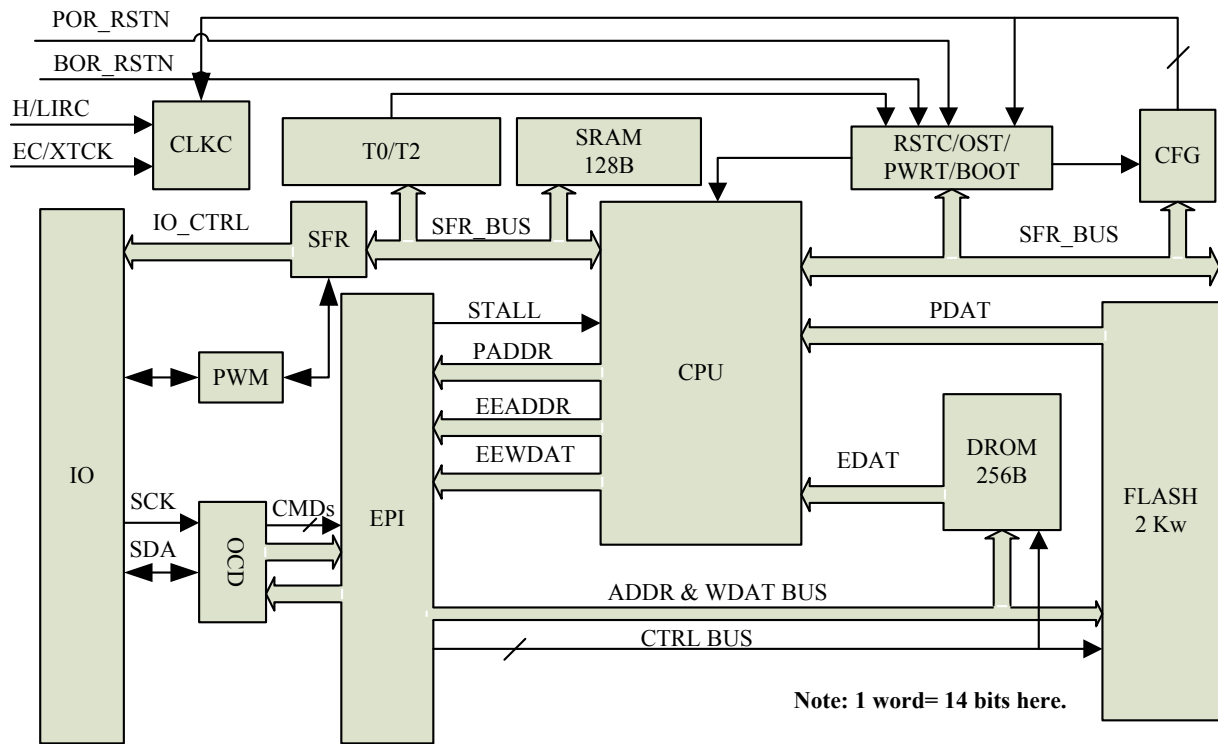 POR_RSTN
BOR_RSTN
H/LIRC
EC/XTCK
CLKC
T0/T2
SRAM
128B
RSTC/OST/
PWRT/BOOT
CFG
IO_CTRL
SFR
SFR_BUS
SFR_BUS
STALL
PDAT
PADDR
PWM
CPU
EEADDR
EEWDAT
EDAT
DROM
256B
IO
FLASH
2 Kw
SCK
CMDs
EPI
SDA
OCD
ADDR & WDAT BUS
CTRL BUS
Note: 1 word= 14 bits here.